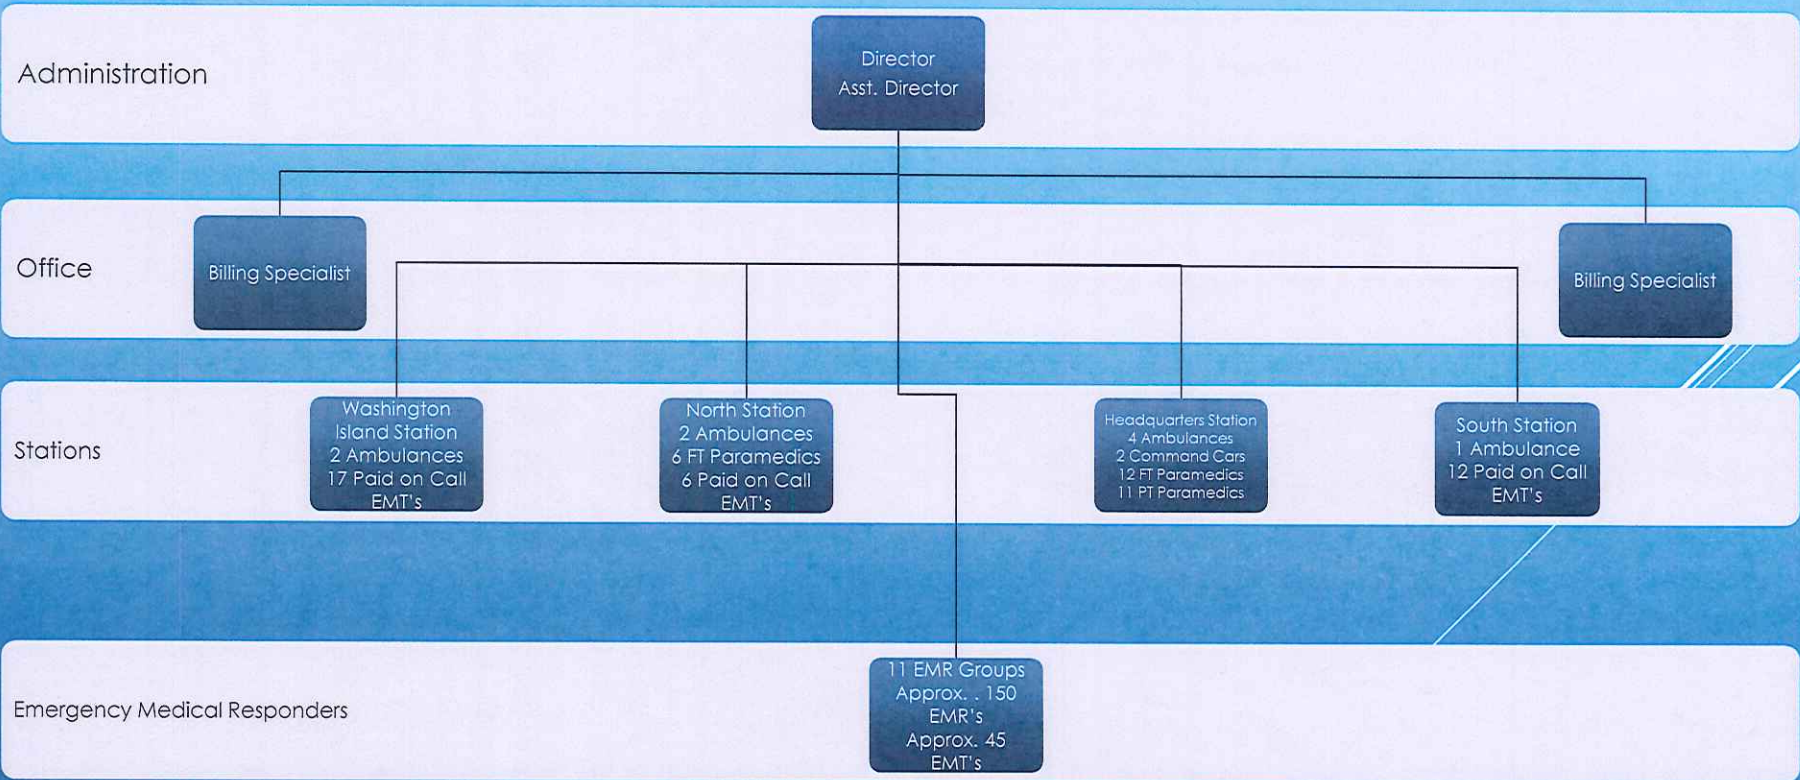 Administration
Director
Asst. Director
Office
Billing Specialist
Billing Specialist
Stations
Washington
Island Station
2 Ambulances
17 Paid on Call
EMT's
North Station
2 Ambulances
6 FT Paramedics
6 Paid on Call
EMT's
Headquarters Station
4 Ambulances
2 Command Cars
12 FT Paramedics
11 PT Paramedics
South Station
1 Ambulance
12 Paid on Call
EMT's
Emergency Medical Responders
11 EMR Groups
Approx. . 150
EMR's
Approx. 45
EMT's